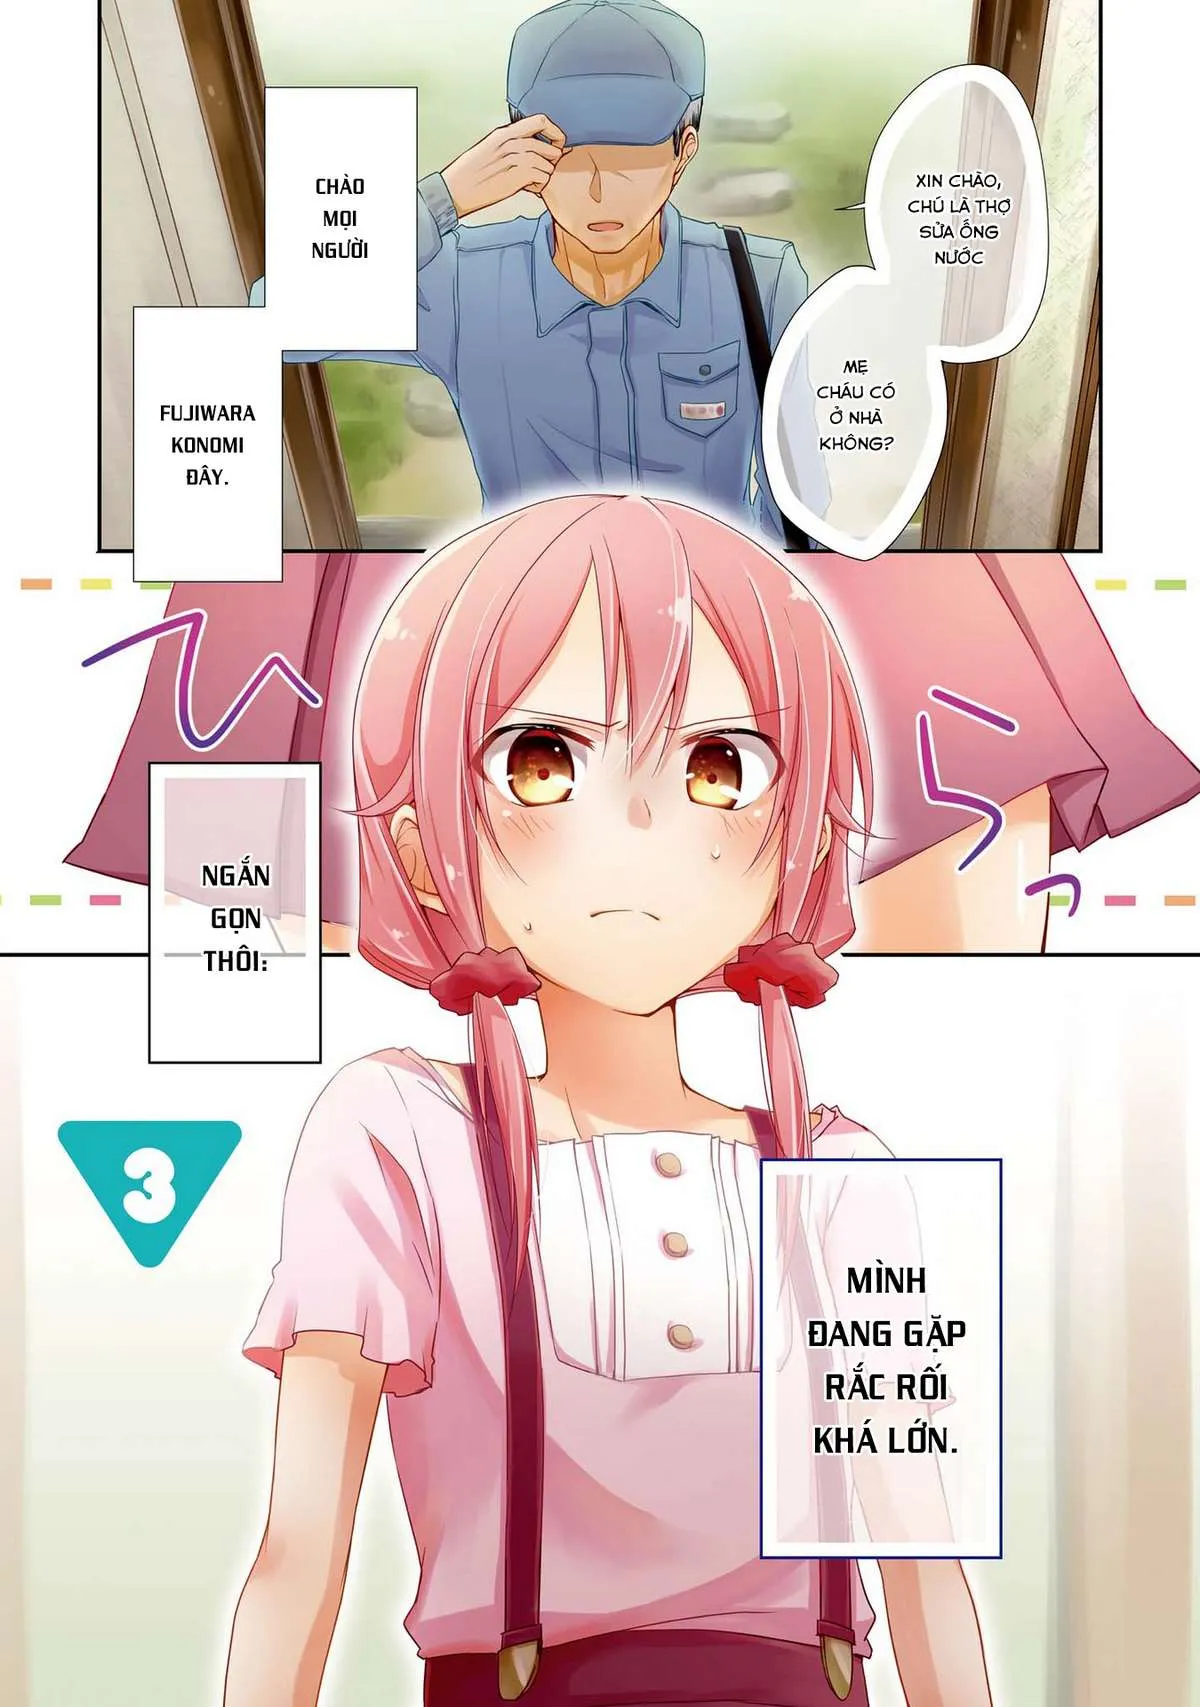 XIN CHÀO,
CHÚ LÀ THỢ
SỬA ỐNG
NƯỚC
MẸ
CHÁU CÓ
Ở NHÀ
KHÔNG?
CHÀO
MỌI
NGƯỜI
FUJIWARA
KONOMI
ĐÂY.
NGẮN
GỌN
THÔI:
3
MÌNH
ĐANG GẶP
RẮC RỐI
KHÁ LỚN.